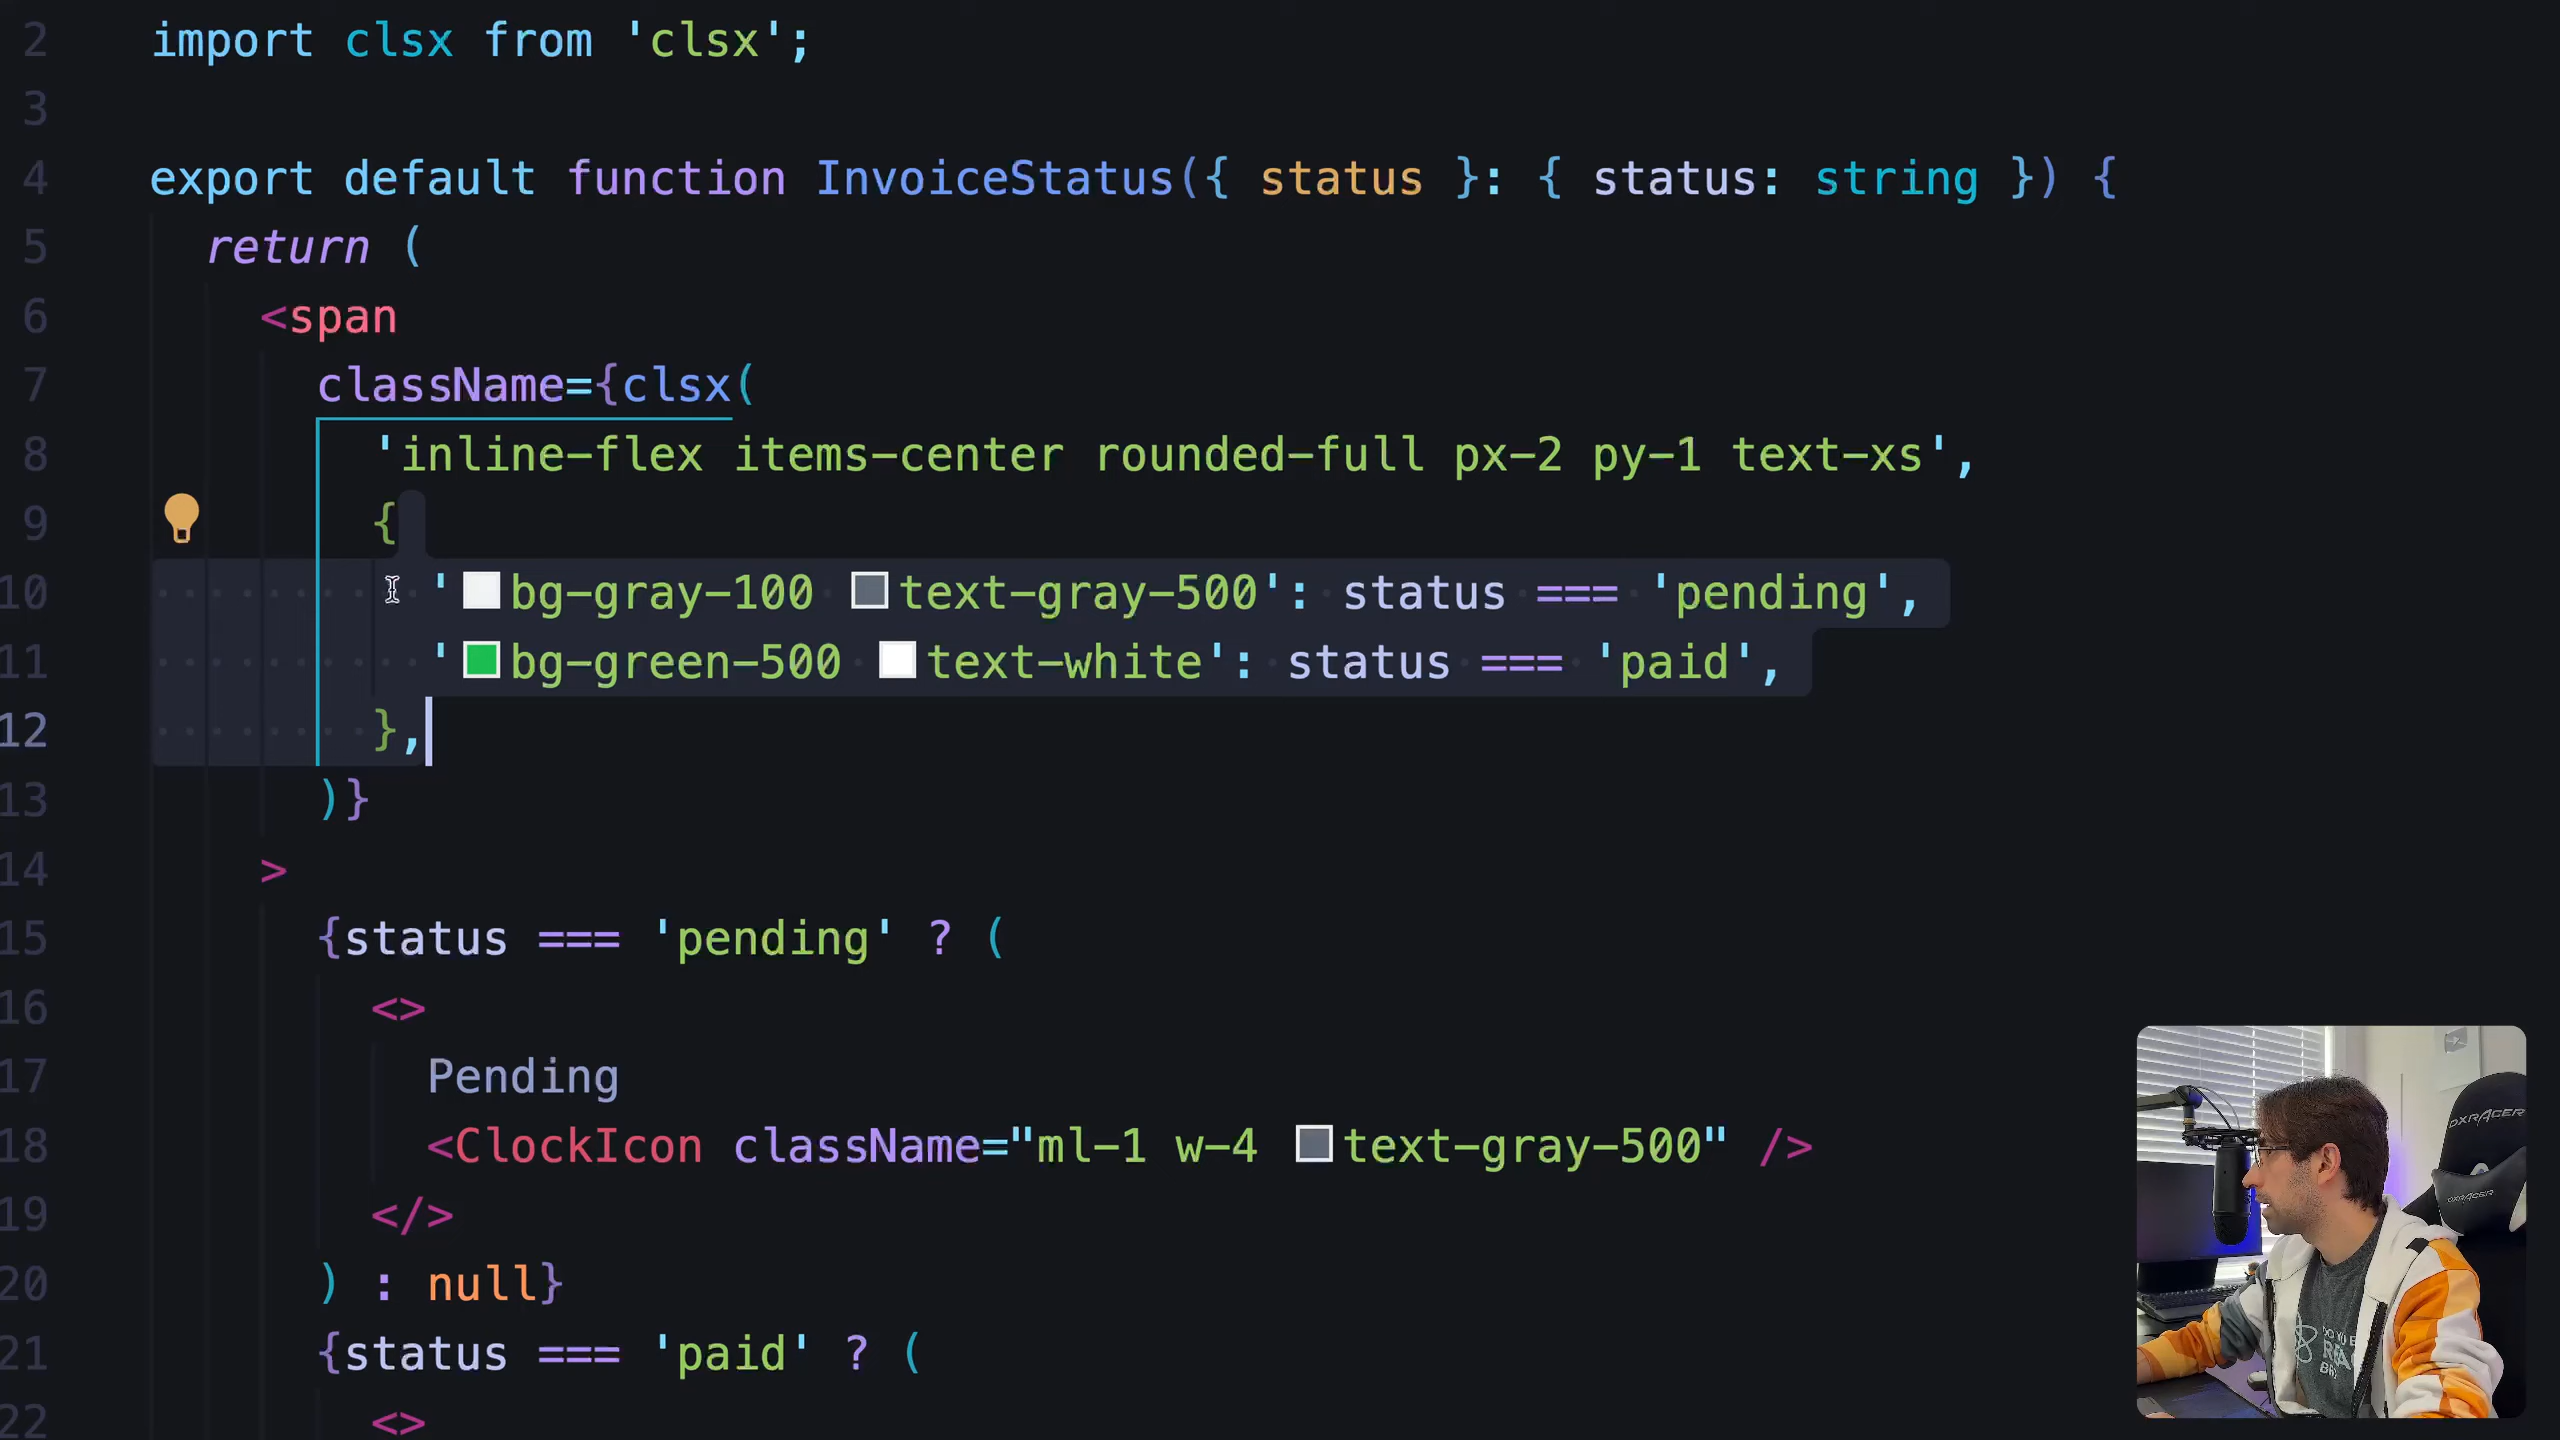 2 import clsx from 'clsx';
3
4 export default function InvoiceStatus({ status }: { status: string }) {
5 return (
6 <span
7 className={clsx(
8 'inline-flex items-center rounded-full px-2 py-1 text-xs',
9 {
10 'bg-gray-100 text-gray-500': status === 'pending',
11 'bg-green-500 text-white': status === 'paid',
12 },
13 )}
14 >
15 {status === 'pending' ? (
16 <>
17 Pending
18 <ClockIcon className="ml-1 w-4 text-gray-500" />
19 </>
20 ) : null}
21 {status === 'paid' ? (
22 <>
DXRACER
DXRACER